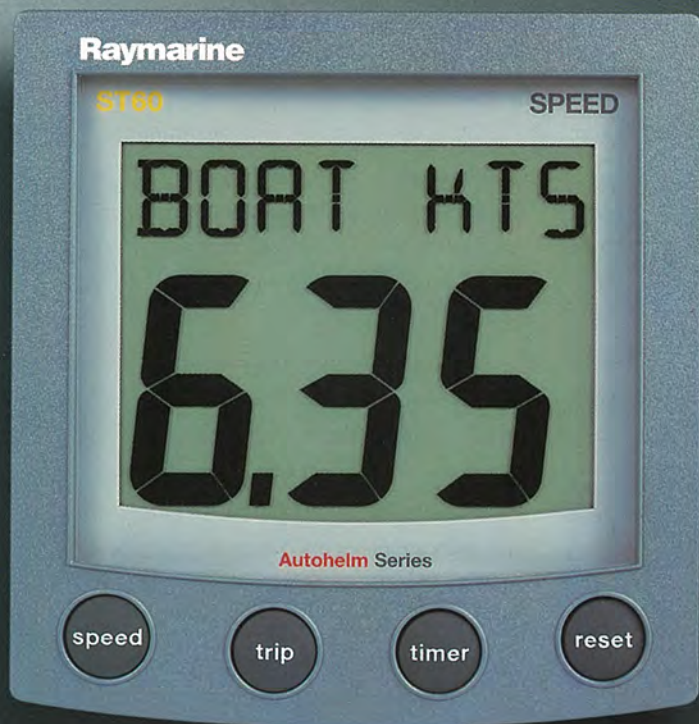 Raymarine
ST60 SPEED
BOAT KTS
6.35
Autohelm Series
speed trip timer reset